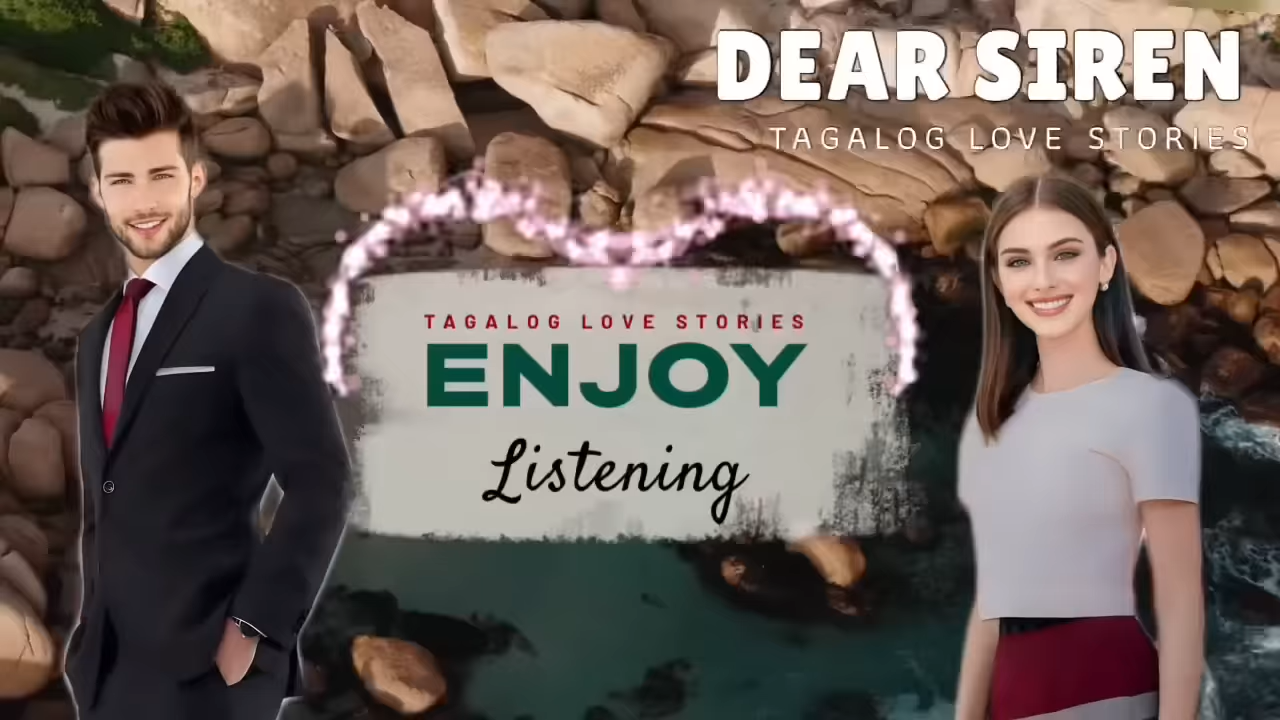 DEAR SIREN
TAGALOG LOVE STORIES
TAGALOG LOVE STORIES
ENJOY
Listening